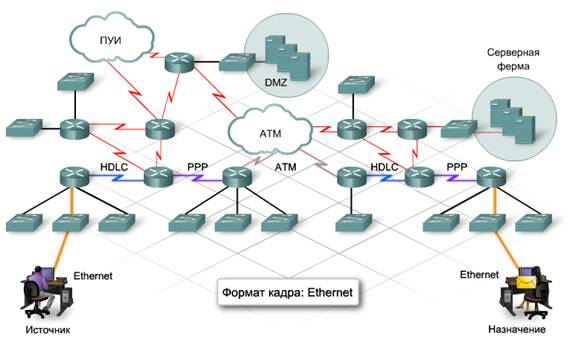 ПУИ
DMZ
Серверная
ферма
ATM
HDLC
PPP
ATM
HDLC
PPP
Ethernet
Ethernet
Формат кадра: Ethernet
Источник
Назначение